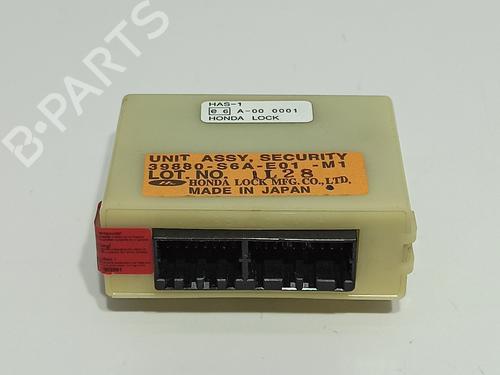 B-PARTS
HAS-1
e 6 A-00 0001
HONDA LOCK
UNIT ASSY, SECURITY
39880-S6A-E01 -M1
LOT. NO. 1L28
HONDA LOCK MFG. CO., LTD.
MADE IN JAPAN